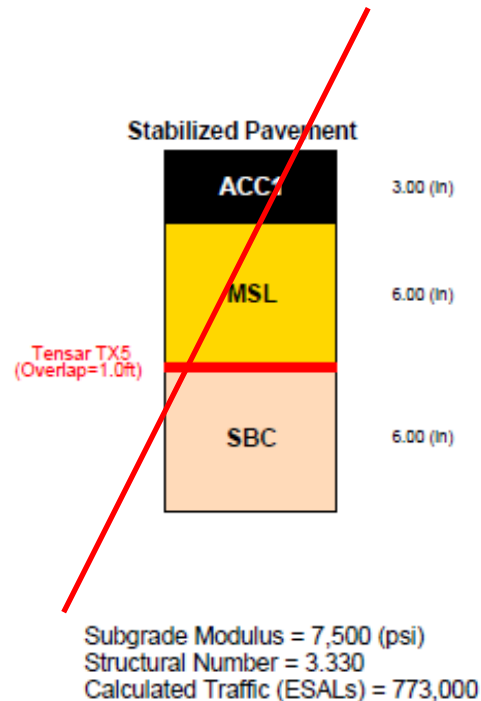 Stabilized Pavement
ACC1
3.00 (in)
MSL
6.00 (in)
Tensar TX5
(Overlap=1.0ft)
SBC
6.00 (in)
Subgrade Modulus = 7,500 (psi)
Structural Number = 3.330
Calculated Traffic (ESALs) = 773,000